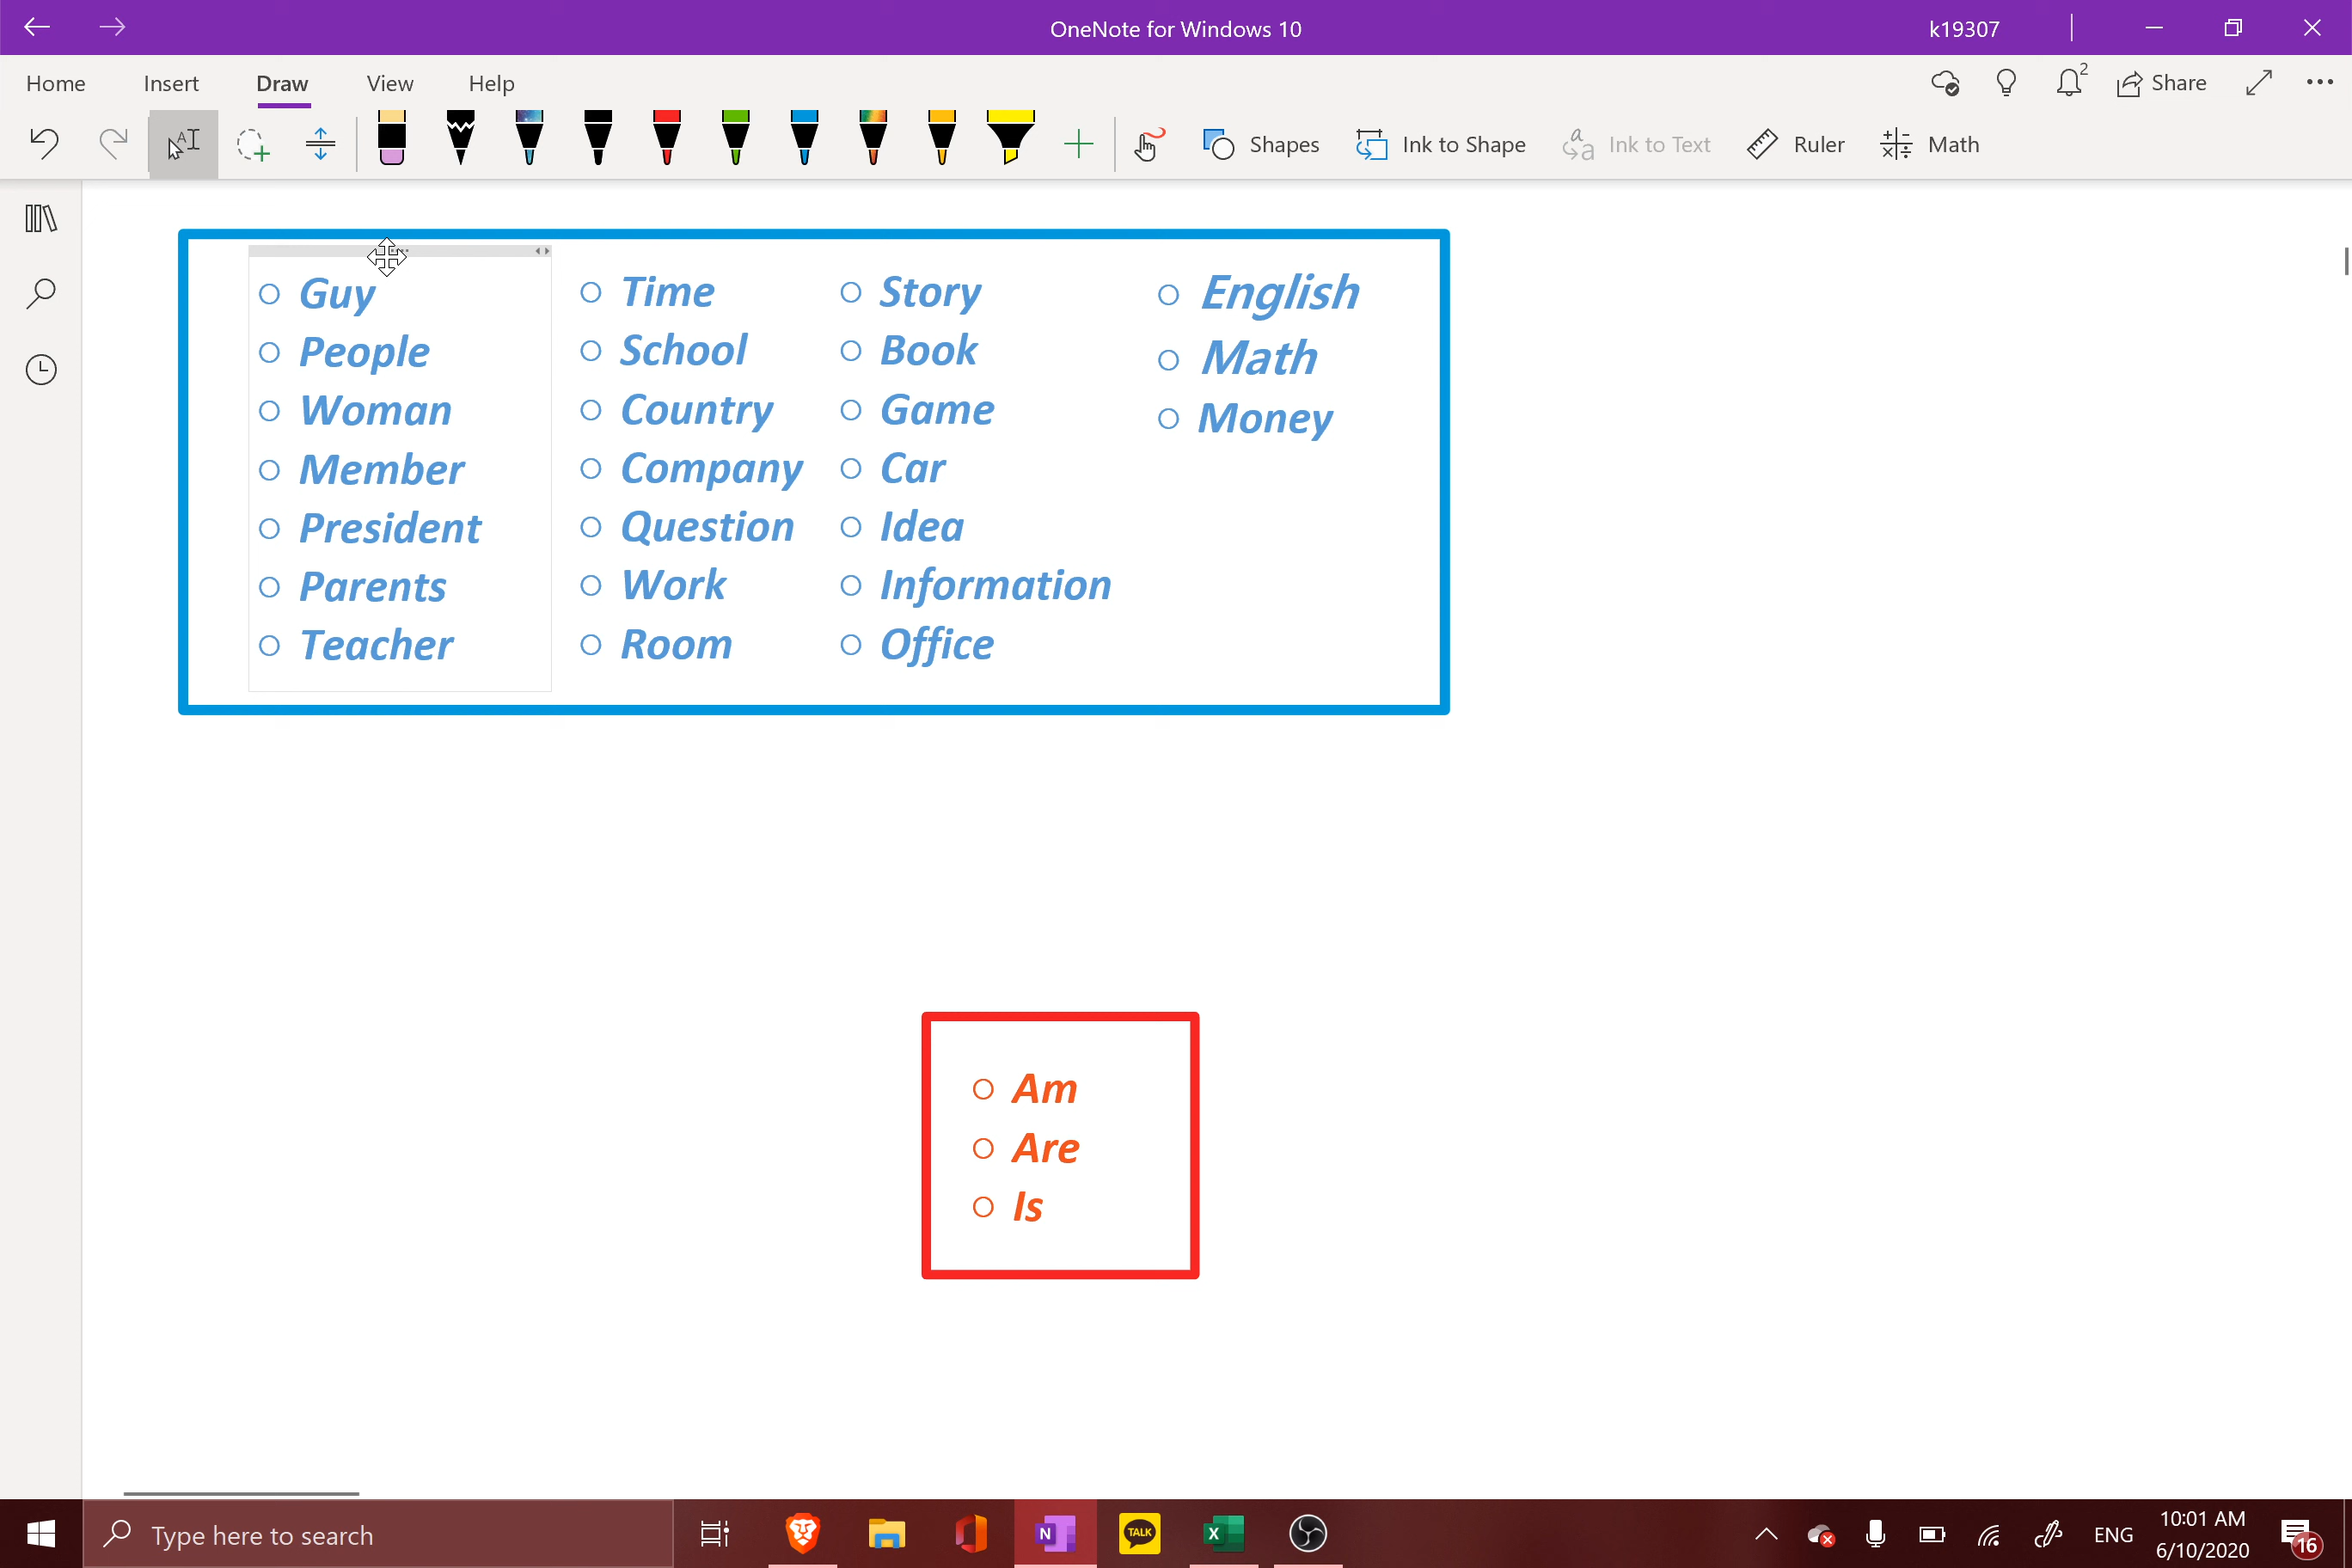 OneNote for Windows 10
k19307
Home Insert Draw View Help
2
Share
Shapes Ink to Shape Ink to Text Ruler Math
Guy
People
Woman
Member
President
Parents
Teacher
Time
School
Country
Company
Question
Work
Room
Story
Book
Game
Car
Idea
Information
Office
English
Math
Money
Am
Are
Is
Type here to search
N
TALK
X
ENG
10:01 AM
6/10/2020
16